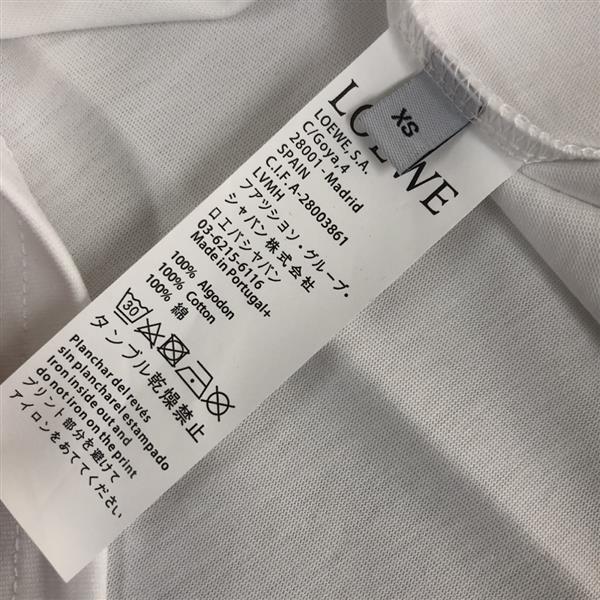 XS
LOEWE
LOEWE, S.A.
C/Goya, 4
28001 - Madrid
SPAIN
C.I.F. A-28003861
LVMH
ファッション・グループ・
ジャパン株式会社
ロエバジャパン
03-6215-6116
Made in Portugal+
100% Algodon
100% Cotton
100% 綿
30
タンブル乾燥禁止
Planchar del revés
sin plancharel estampado
Iron inside out and
do not iron on the print
プリント部分を避けて
アイロンをあててください